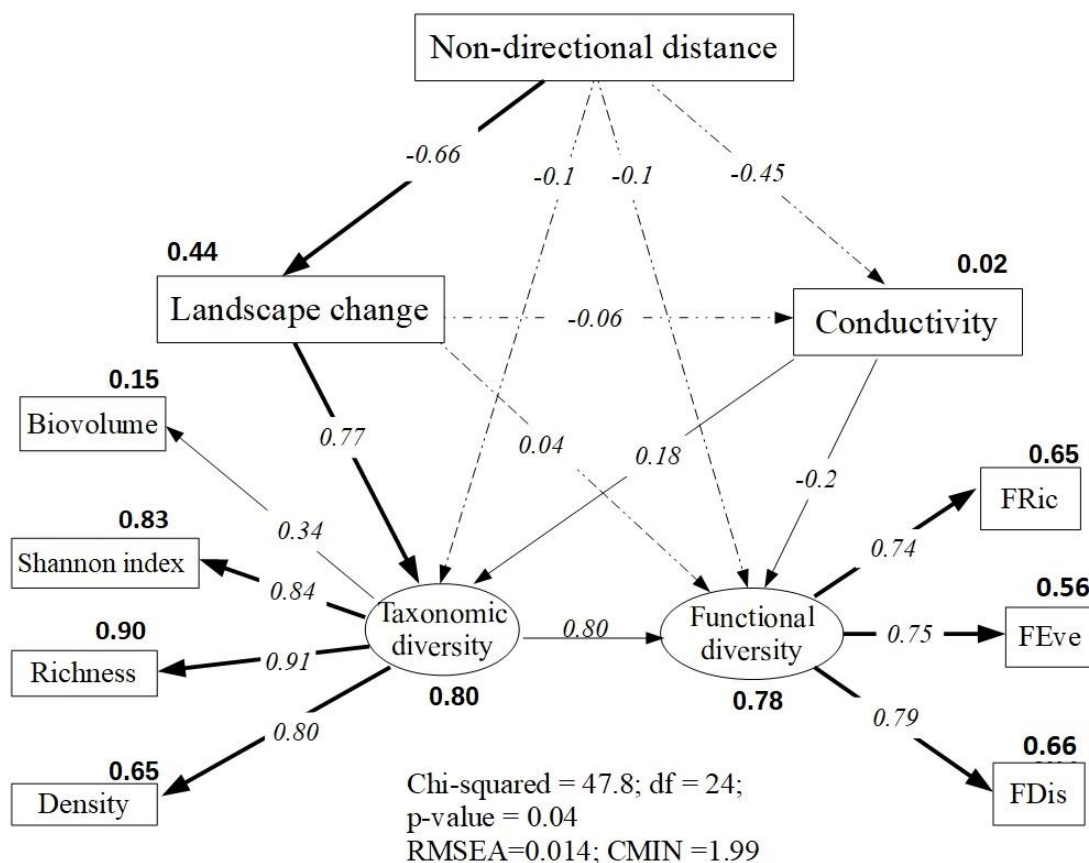 Non-directional distance
-0.66
-0.1
-0.1
-0.45
0.44
0.02
Landscape change
-0.06
Conductivity
0.15
Biovolume
0.77
0.04
0.18
-0.2
0.65
FRic
0.83
Shannon index
0.34
0.74
0.84
0.56
FEve
Taxonomic
diversity
0.80
Functional
diversity
0.75
0.90
Richness
0.91
0.80
0.78
0.80
0.79
0.65
Density
0.66
FDis
Chi-squared = 47.8; df = 24;
p-value = 0.04
RMSEA=0.014; CMIN =1.99